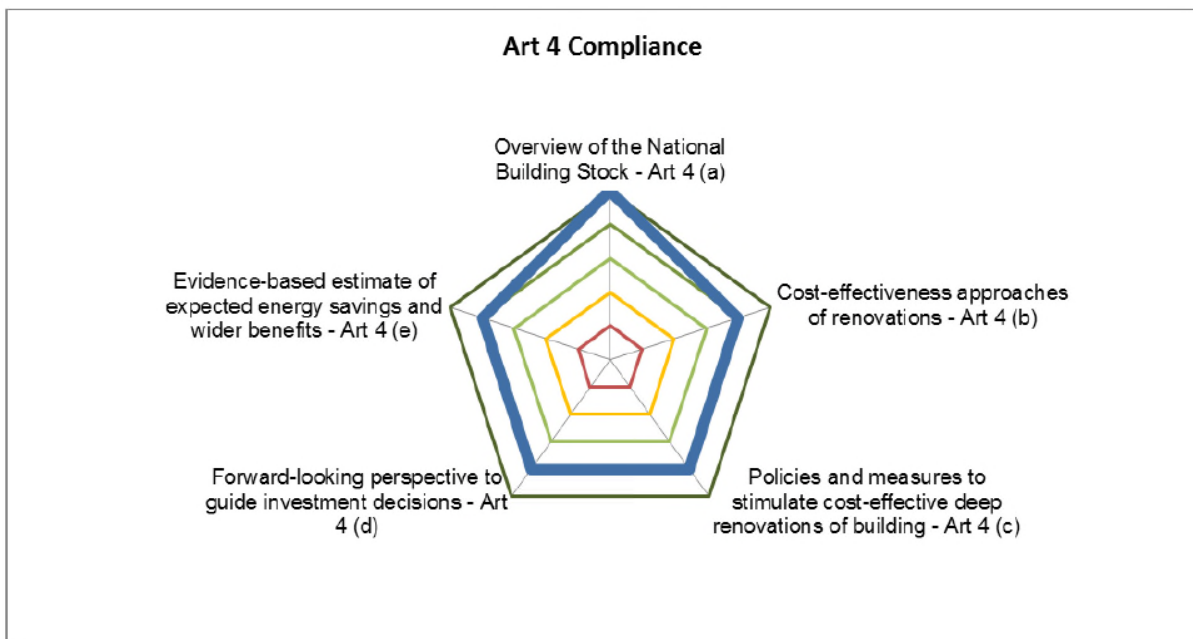 Art 4 Compliance
Overview of the National
Building Stock - Art 4 (a)
Evidence-based estimate of
expected energy savings and
wider benefits - Art 4 (e)
Cost-effectiveness approaches
of renovations - Art 4 (b)
Forward-looking perspective to
guide investment decisions - Art
4 (d)
Policies and measures to
stimulate cost-effective deep
renovations of building - Art 4 (c)